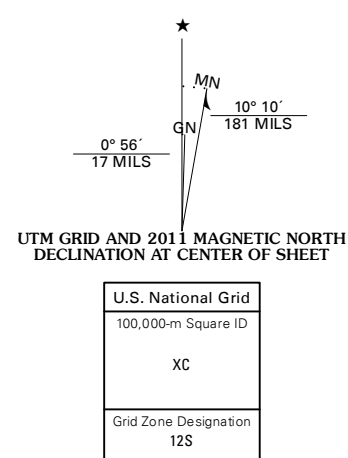 ★
MN
10° 10´
181 MILS
GN
0° 56´
17 MILS
UTM GRID AND 2011 MAGNETIC NORTH
DECLINATION AT CENTER OF SHEET
U.S. National Grid
100,000-m Square ID
XC
Grid Zone Designation
12S